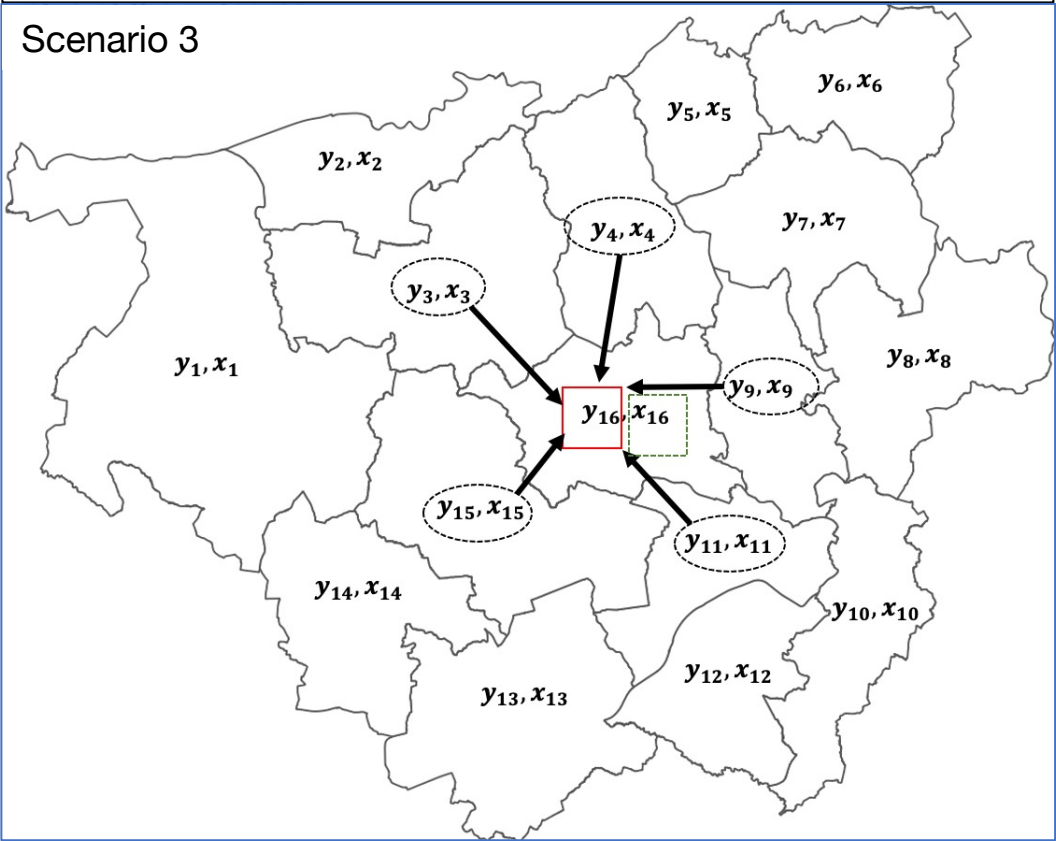 Scenario 3
y₆, x₆
y₅, x₅
y₂, x₂
y₇, x₇
y₄, x₄
y₃, x₃
y₈, x₈
y₁, x₁
y₉, x₉
y₁₆, x₁₆
y₁₅, x₁₅
y₁₁, x₁₁
y₁₄, x₁₄
y₁₀, x₁₀
y₁₂, x₁₂
y₁₃, x₁₃